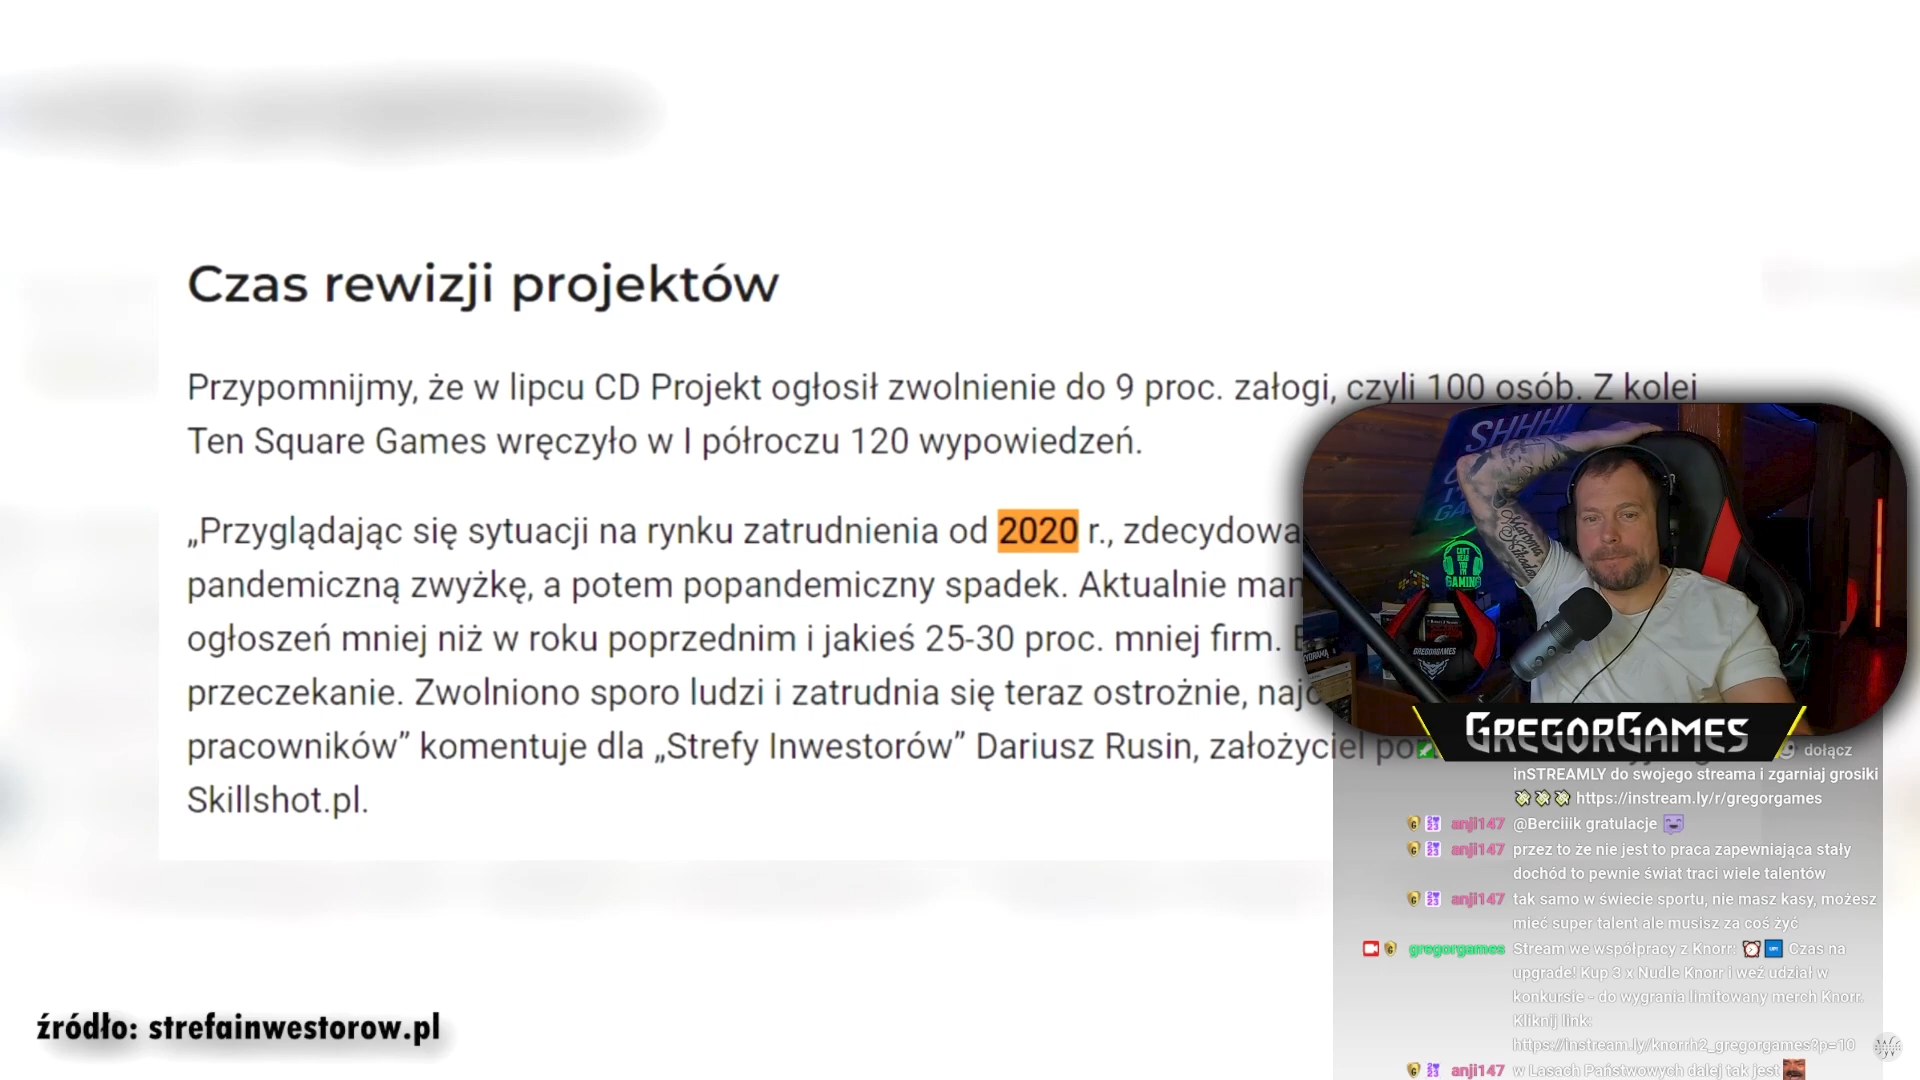 Czas rewizji projektów
Przypomnijmy, że w lipcu CD Projekt ogłosił zwolnienie do 9 proc. załogi, czyli 100 osób. Z kolei
Ten Square Games wręczyło w I półroczu 120 wypowiedzeń.
„Przyglądając się sytuacji na rynku zatrudnienia od 2020 r.,
pandemiczną zwyżkę, a potem popandemiczny spadek. Aktualnie
ogłoszeń mniej niż w roku poprzednim i jakieś 25-30 proc. mniej firm.
przeczekanie. Zwolniono sporo ludzi i zatrudnia się teraz ostrożnie,
pracowników” komentuje dla „Strefy Inwestorów” Dariusz Rusin, założyciel
Skillshot.pl.
źródło: strefainwestorow.pl
SHHH!
CAN'T HEAR YOU I'M GAMING
GREGORGAMES
GREGORGAMES
dołącz
inSTREAMLY do swojego streama i zgarniaj grosiki
https://instream.ly/r/gregorgames
anji147 @Berciiik gratulacje
anji147 przez to że nie jest to praca zapewniająca stały
dochód to pewnie świat traci wiele talentów
anji147 tak samo w świecie sportu, nie masz kasy, możesz
mieć super talent ale musisz za coś żyć
gregorgames Stream we współpracy z Knorr: Czas na
upgrade! Kup 3 x Nudle Knorr i weź udział w
konkursie - do wygrania limitowany merch Knorr.
Kliknij link:
https://instream.ly/knorrh2_gregorgames?p=10
anji147 w Lasach Państwowych dalej tak jest